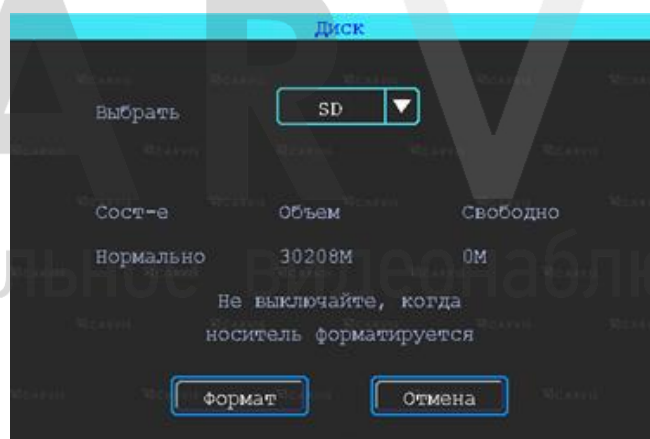 Диск
Выбрать SD
Сост-е Объем Свободно
Нормально 30208M 0M
Не выключайте, когда
носитель форматируется
Формат Отмена